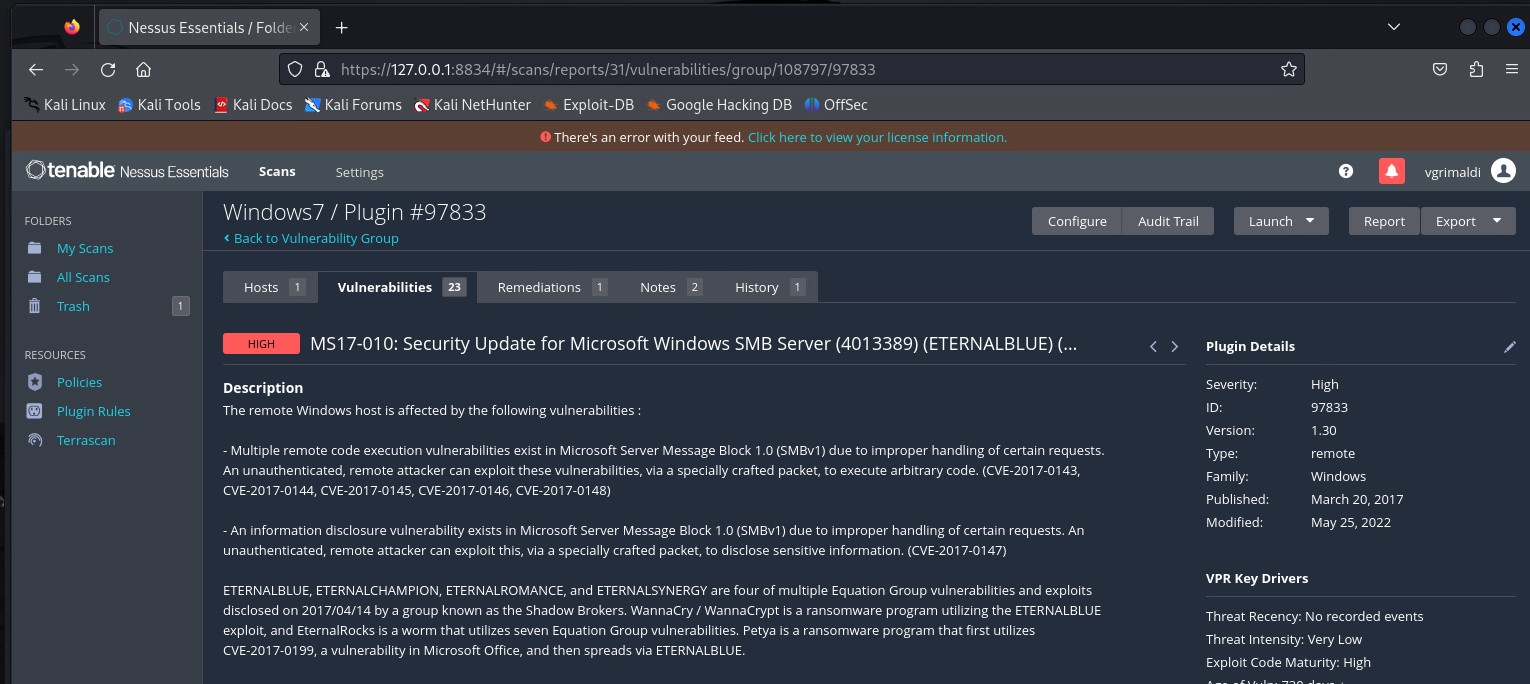 Nessus Essentials / Folde
https://127.0.0.1:8834/#/scans/reports/31/vulnerabilities/group/108797/97833
Kali Linux Kali Tools Kali Docs Kali Forums Kali NetHunter Exploit-DB Google Hacking DB OffSec
There's an error with your feed. Click here to view your license information.
tenable Nessus Essentials Scans Settings vgrimaldi
FOLDERS
My Scans
All Scans
Trash 1
RESOURCES
Policies
Plugin Rules
Terrascan
Windows7 / Plugin #97833
Back to Vulnerability Group
Configure Audit Trail Launch Report Export
Hosts 1 Vulnerabilities 23 Remediations 1 Notes 2 History 1
HIGH MS17-010: Security Update for Microsoft Windows SMB Server (4013389) (ETERNALBLUE) (...
Description
The remote Windows host is affected by the following vulnerabilities :
- Multiple remote code execution vulnerabilities exist in Microsoft Server Message Block 1.0 (SMBv1) due to improper handling of certain requests.
An unauthenticated, remote attacker can exploit these vulnerabilities, via a specially crafted packet, to execute arbitrary code. (CVE-2017-0143,
CVE-2017-0144, CVE-2017-0145, CVE-2017-0146, CVE-2017-0148)
- An information disclosure vulnerability exists in Microsoft Server Message Block 1.0 (SMBv1) due to improper handling of certain requests. An
unauthenticated, remote attacker can exploit this, via a specially crafted packet, to disclose sensitive information. (CVE-2017-0147)
ETERNALBLUE, ETERNALCHAMPION, ETERNALROMANCE, and ETERNALSYNERGY are four of multiple Equation Group vulnerabilities and exploits
disclosed on 2017/04/14 by a group known as the Shadow Brokers. WannaCry / WannaCrypt is a ransomware program utilizing the ETERNALBLUE
exploit, and EternalRocks is a worm that utilizes seven Equation Group vulnerabilities. Petya is a ransomware program that first utilizes
CVE-2017-0199, a vulnerability in Microsoft Office, and then spreads via ETERNALBLUE.
Plugin Details
Severity: High
ID: 97833
Version: 1.30
Type: remote
Family: Windows
Published: March 20, 2017
Modified: May 25, 2022
VPR Key Drivers
Threat Recency: No recorded events
Threat Intensity: Very Low
Exploit Code Maturity: High
Age of Vuln: 730 days +